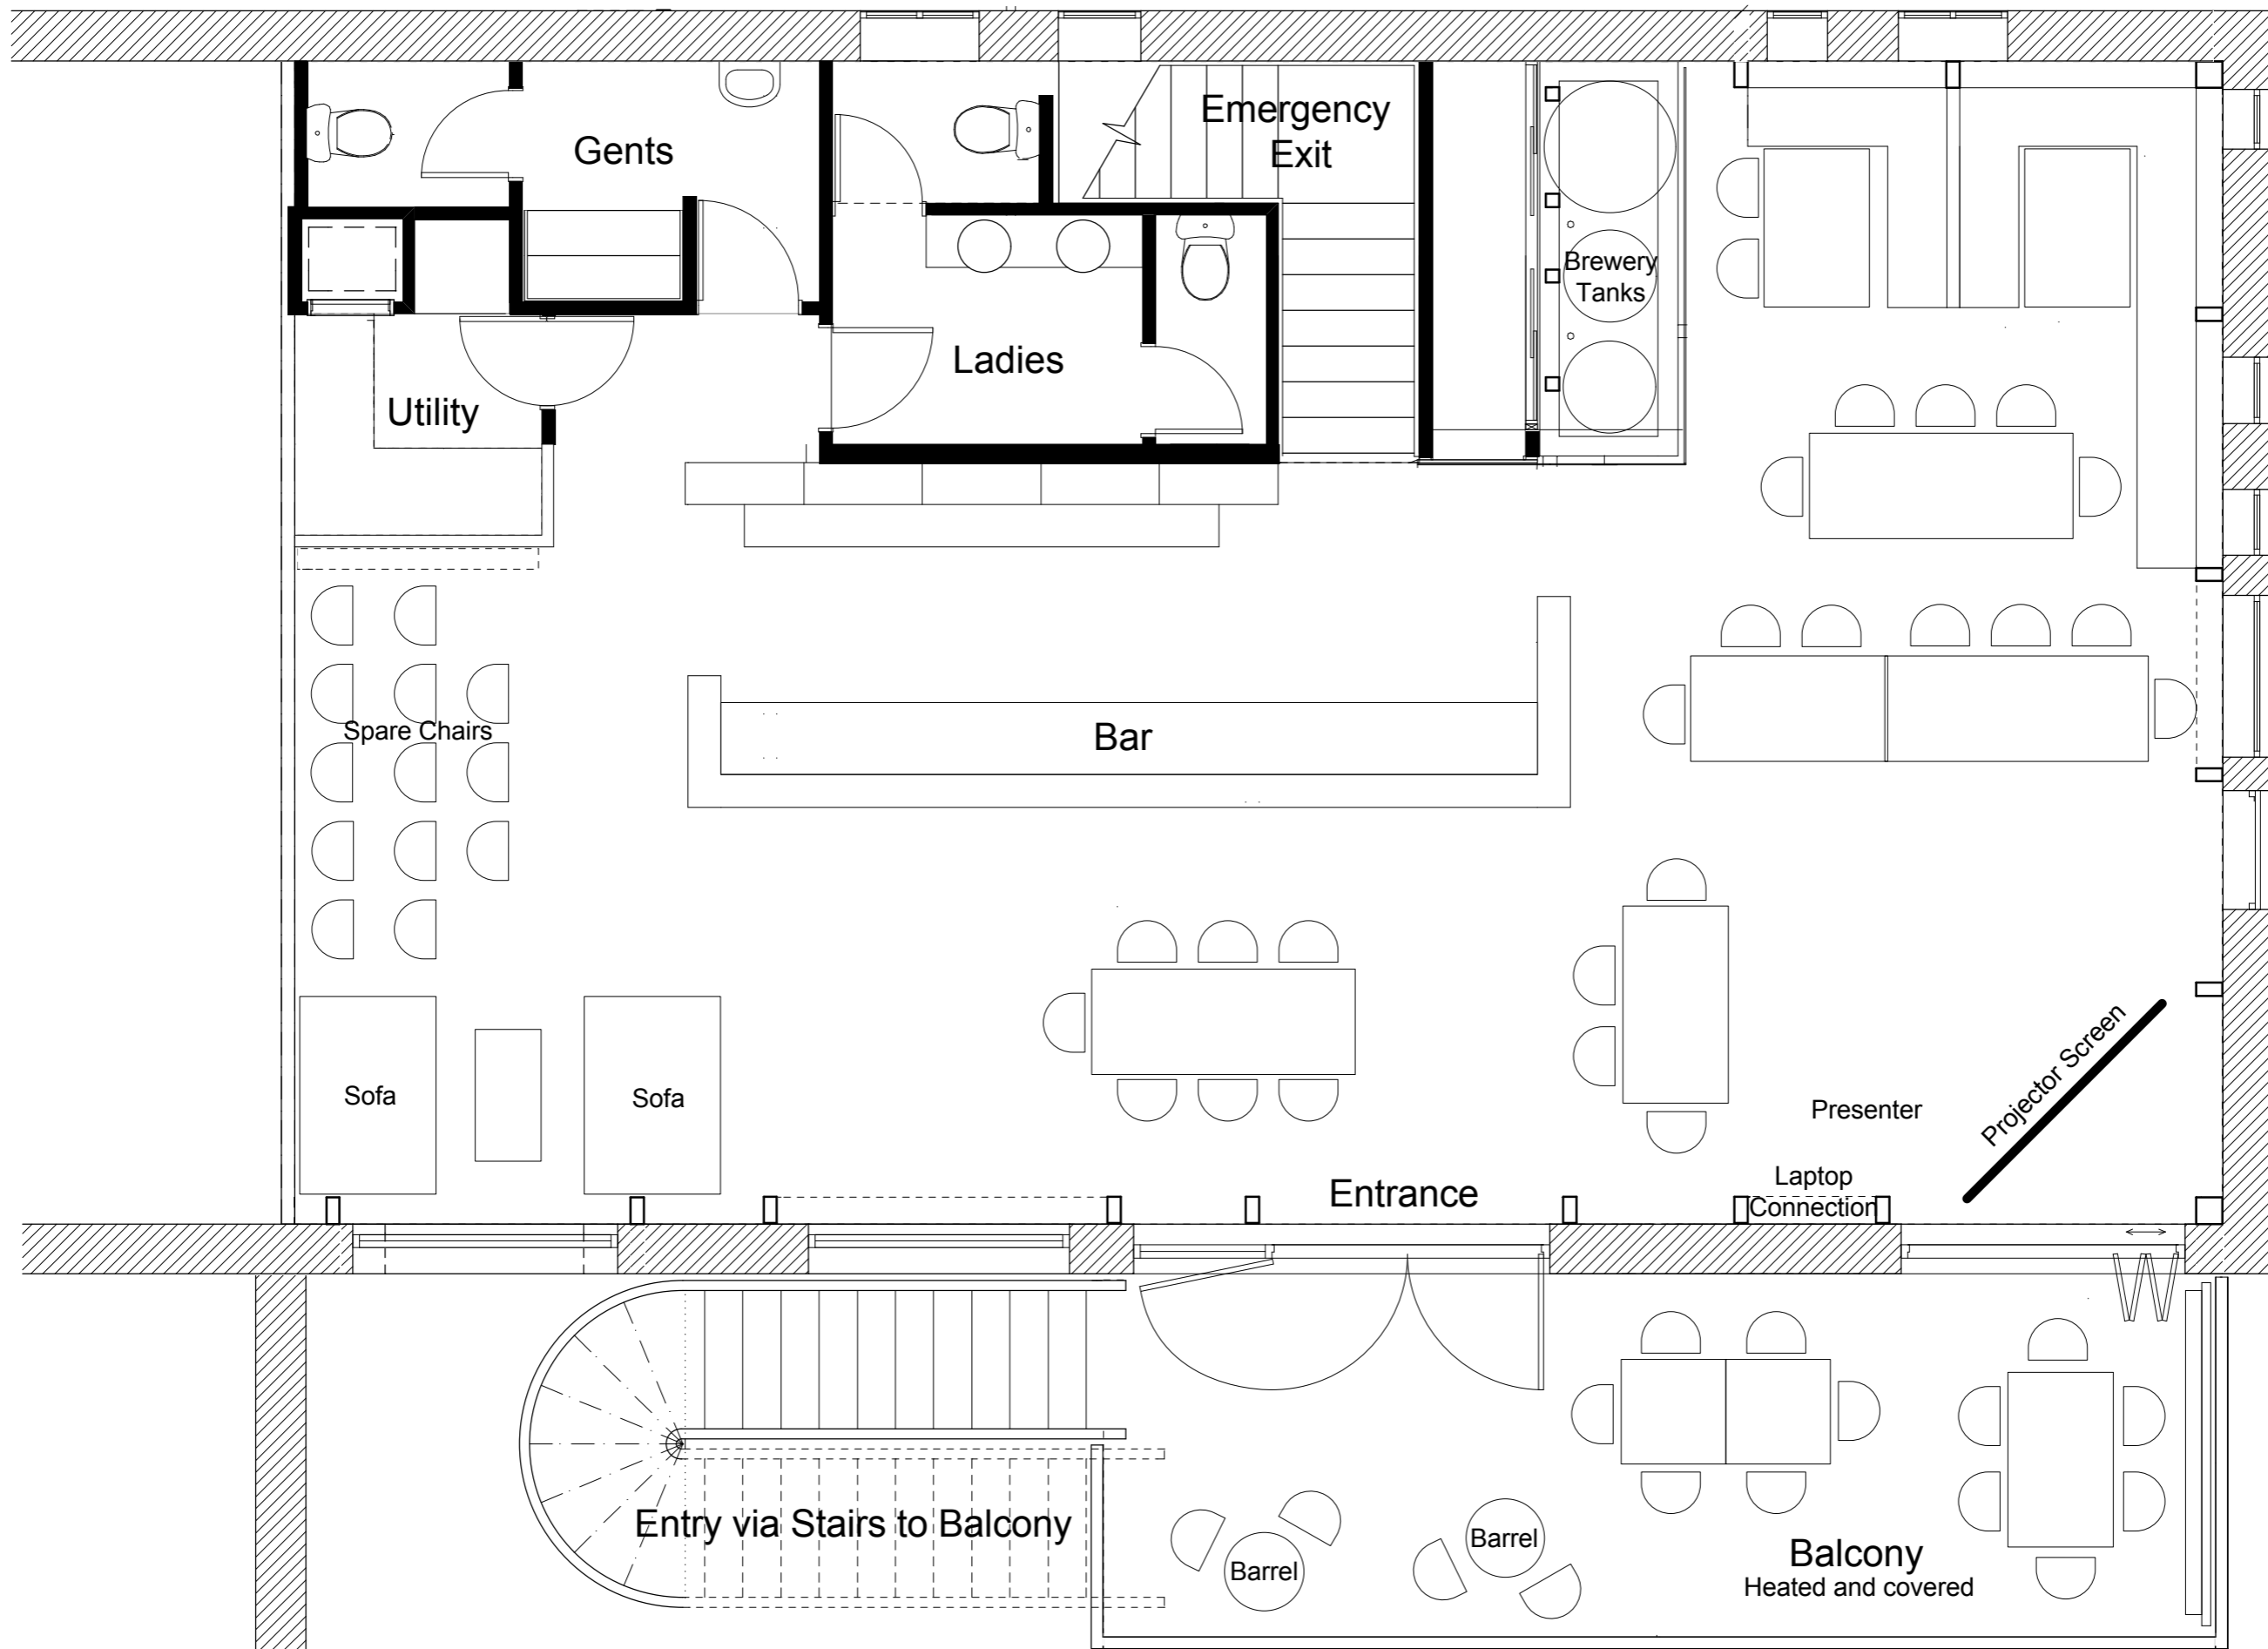 Emergency
Exit
Gents
Brewery
Tanks
Ladies
Utility
Spare Chairs
Bar
Sofa
Sofa
Projector Screen
Presenter
Laptop
Connection
Entrance
Entry via Stairs to Balcony
Barrel
Barrel
Balcony
Heated and covered